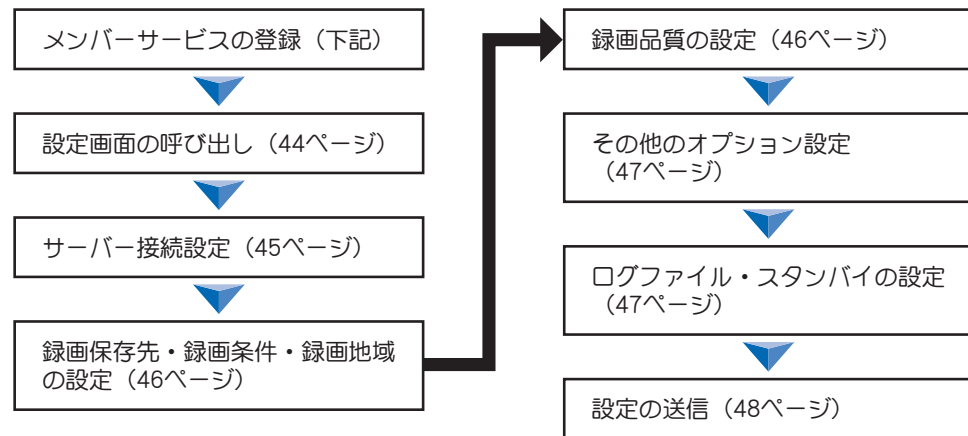 メンバーサービスの登録（下記）
設定画面の呼び出し（44ページ）
サーバー接続設定（45ページ）
録画保存先・録画条件・録画地域
の設定（46ページ）
録画品質の設定（46ページ）
その他のオプション設定
（47ページ）
ログファイル・スタンバイの設定
（47ページ）
設定の送信（48ページ）